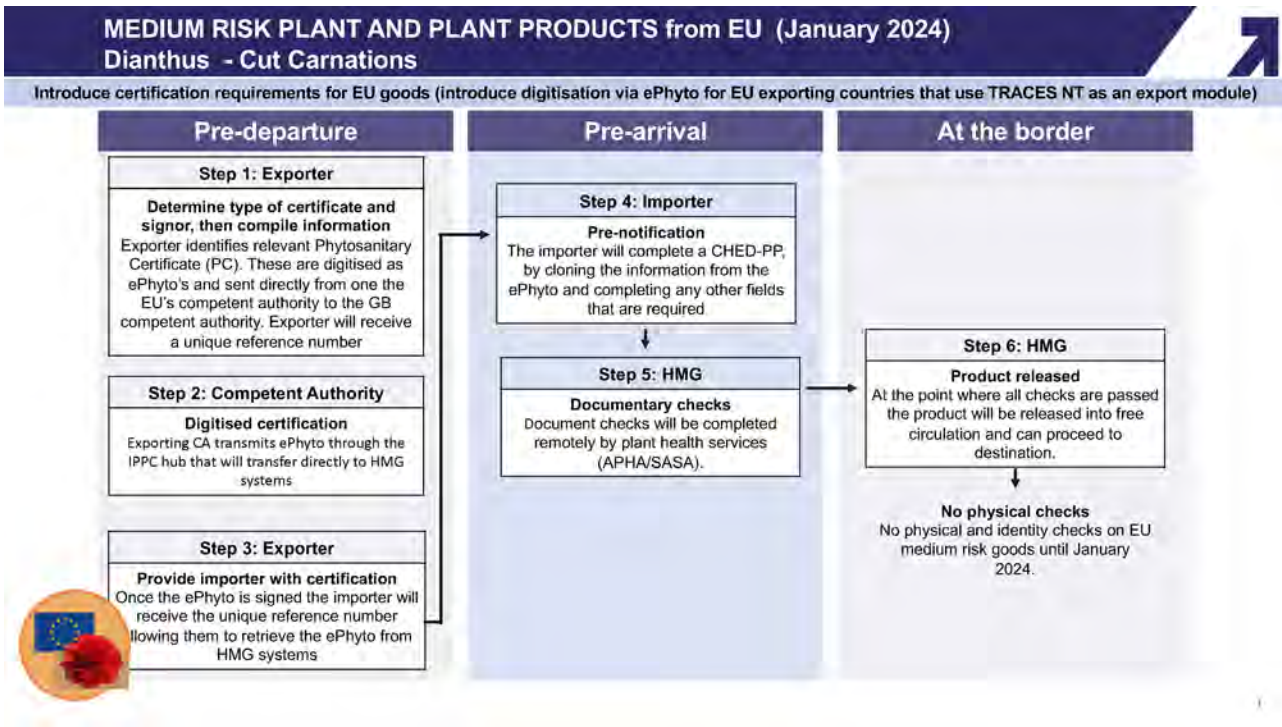 MEDIUM RISK PLANT AND PLANT PRODUCTS from EU (January 2024)
Dianthus - Cut Carnations
Introduce certification requirements for EU goods (introduce digitisation via ePhyto for EU exporting countries that use TRACES NT as an export module)
Pre-departure
Step 1: Exporter
Determine type of certificate and
signor, then compile information
Exporter identifies relevant Phytosanitary
Certificate (PC). These are digitised as
ePhyto's and sent directly from one the
EU's competent authority to the GB
competent authority. Exporter will receive
a unique reference number
Step 2: Competent Authority
Digitised certification
Exporting CA transmits ePhyto through the
IPPC hub that will transfer directly to HMG
systems
Step 3: Exporter
Provide importer with certification
Once the ePhyto is signed the importer will
receive the unique reference number
llowing them to retrieve the ePhyto from
HMG systems
Pre-arrival
Step 4: Importer
Pre-notification
The importer will complete a CHED-PP,
by cloning the information from the
ePhyto and completing any other fields
that are required
Step 5: HMG
Documentary checks
Document checks will be completed
remotely by plant health services
(APHA/SASA).
At the border
Step 6: HMG
Product released
At the point where all checks are passed
the product will be released into free
circulation and can proceed to
destination.
No physical checks
No physical and identity checks on EU
medium risk goods until January
2024.